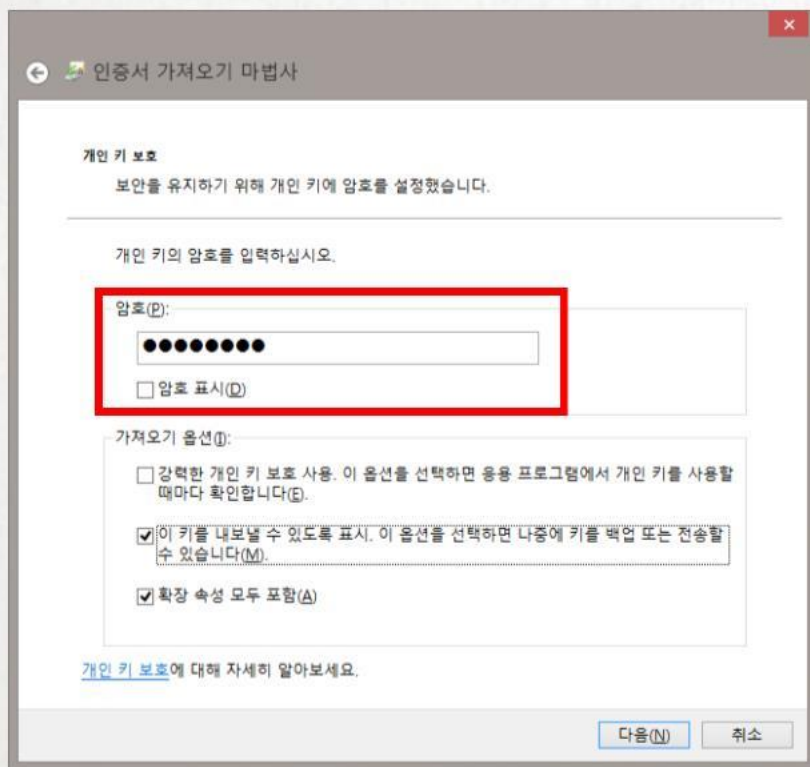 인증서 가져오기 마법사
개인 키 보호
보안을 유지하기 위해 개인 키에 암호를 설정했습니다.
개인 키의 암호를 입력하십시오.
암호(P):
●●●●●●●●
암호 표시(D)
가져오기 옵션(I):
강력한 개인 키 보호 사용. 이 옵션을 선택하면 응용 프로그램에서 개인 키를 사용할
때마다 확인합니다(E).
이 키를 내보낼 수 있도록 표시. 이 옵션을 선택하면 나중에 키를 백업 또는 전송할
수 있습니다(M).
확장 속성 모두 포함(A)
개인 키 보호에 대해 자세히 알아보세요.
다음(N) 취소